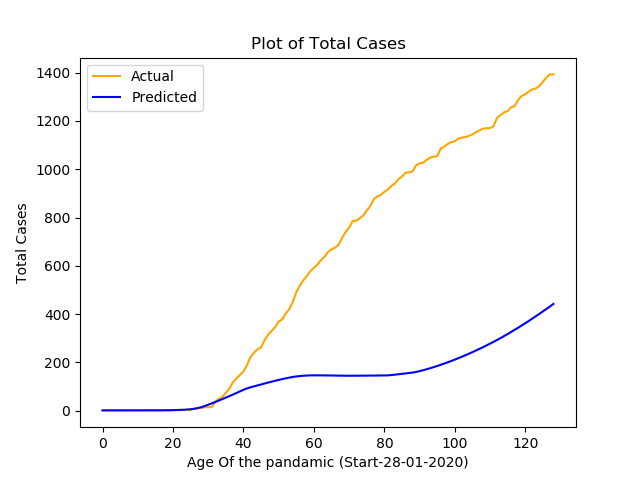 Plot of Total Cases
Actual
Predicted
1400
1200
1000
800
600
400
200
0
Total Cases
0 20 40 60 80 100 120
Age Of the pandamic (Start-28-01-2020)